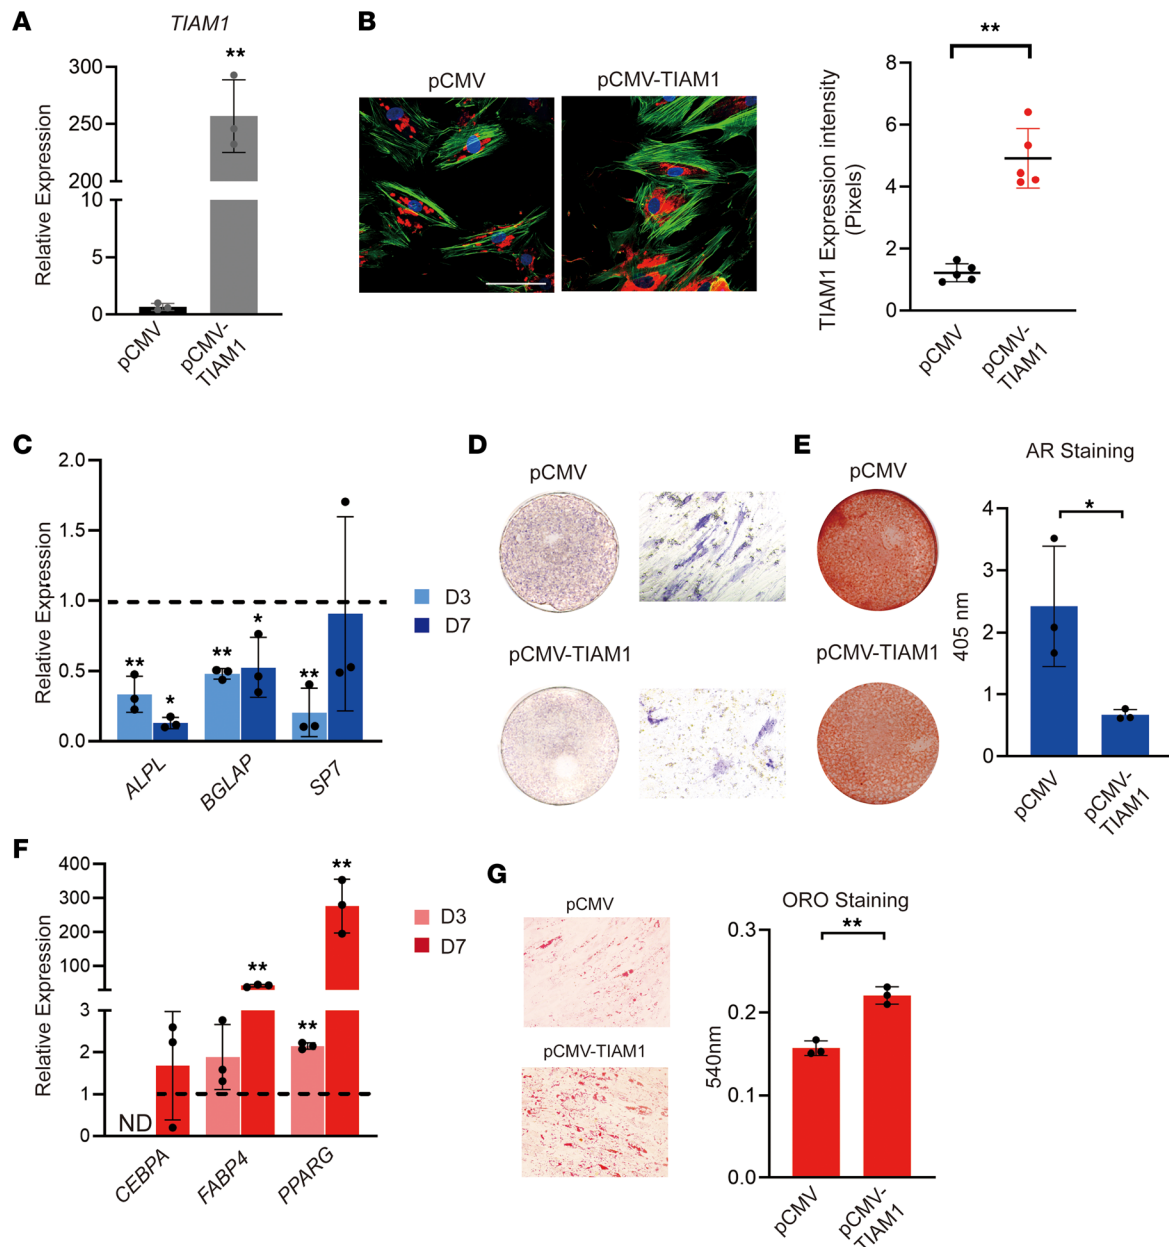 A
TIAM1
**
Relative Expression
300
250
200
10
5
0
pCMV
pCMV-
TIAM1
B
pCMV
pCMV-TIAM1
**
TIAM1 Expression intensity
(Pixels)
8
6
4
2
0
pCMV
pCMV-
TIAM1
C
Relative Expression
2.0
1.5
1.0
0.5
0.0
**
*
**
*
**
D3
D7
ALPL
BGLAP
SP7
D
pCMV
pCMV-TIAM1
E
pCMV
pCMV-TIAM1
AR Staining
*
405 nm
4
3
2
1
0
pCMV
pCMV-
TIAM1
F
Relative Expression
400
300
200
100
3
2
1
0
**
**
**
ND
D3
D7
CEBPA
FABP4
PPARG
G
pCMV
pCMV-TIAM1
ORO Staining
**
540nm
0.3
0.2
0.1
0.0
pCMV
pCMV-
TIAM1